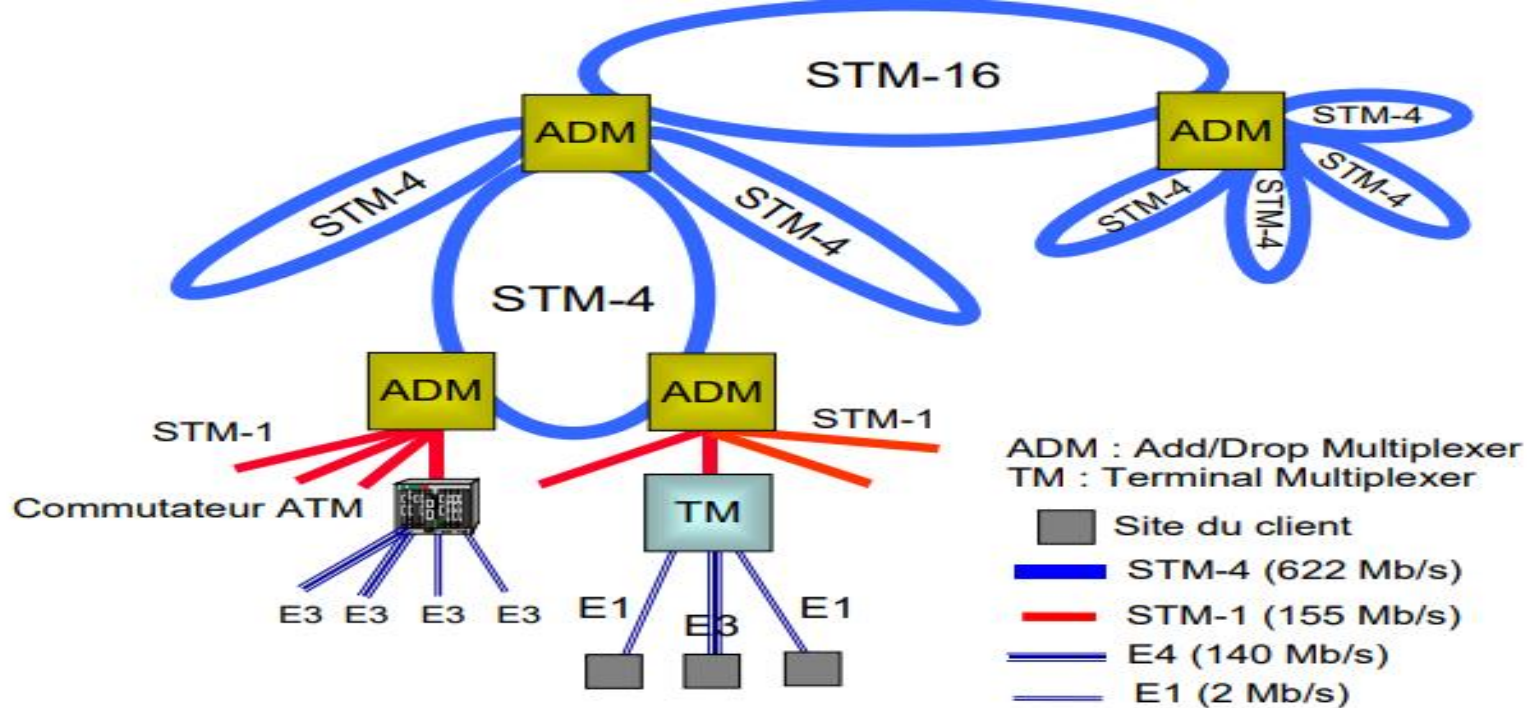 STM-16
ADM
ADM
STM-4
STM-4
STM-4
STM-4
STM-4
STM-4
STM-4
ADM
ADM
STM-1
STM-1
Commutateur ATM
TM
E3
E3
E3
E3
E1
E3
E1
ADM : Add/Drop Multiplexer
TM : Terminal Multiplexer
Site du client
STM-4 (622 Mb/s)
STM-1 (155 Mb/s)
E4 (140 Mb/s)
E1 (2 Mb/s)